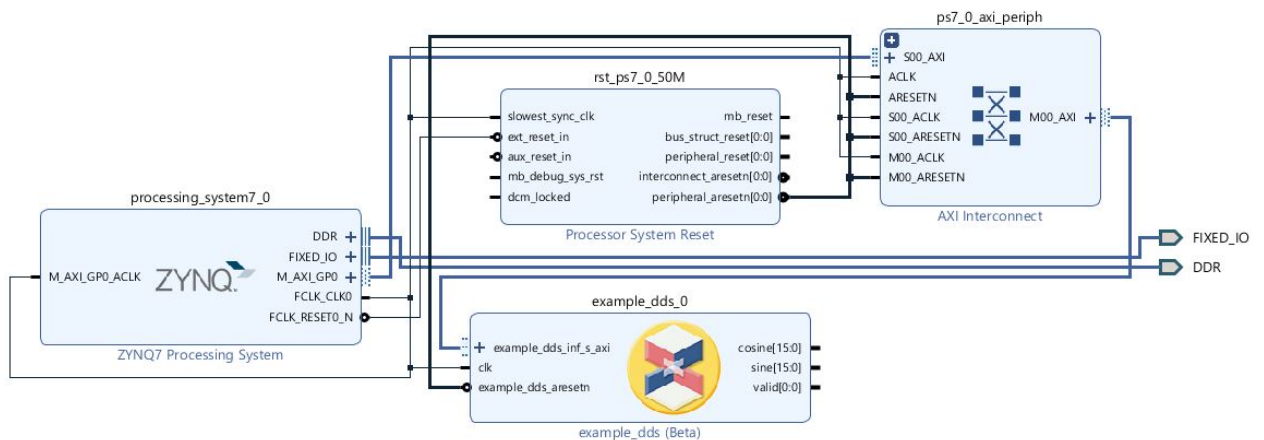 ps7_0_axi_periph
S00_AXI
ACLK
ARESETN
S00_ACLK
M00_AXI
S00_ARESETN
M00_ACLK
M00_ARESETN
AXI Interconnect
rst_ps7_0_50M
slowest_sync_clk
mb_reset
ext_reset_in
bus_struct_reset[0:0]
aux_reset_in
peripheral_reset[0:0]
mb_debug_sys_rst
interconnect_aresetn[0:0]
dcm_locked
peripheral_aresetn[0:0]
Processor System Reset
processing_system7_0
DDR
FIXED_IO
M_AXI_GP0_ACLK
ZYNQ
M_AXI_GP0
FCLK_CLK0
FCLK_RESET0_N
ZYNQ7 Processing System
FIXED_IO
DDR
example_dds_0
example_dds_inf_s_axi
cosine[15:0]
clk
sine[15:0]
example_dds_aresetn
valid[0:0]
example_dds (Beta)